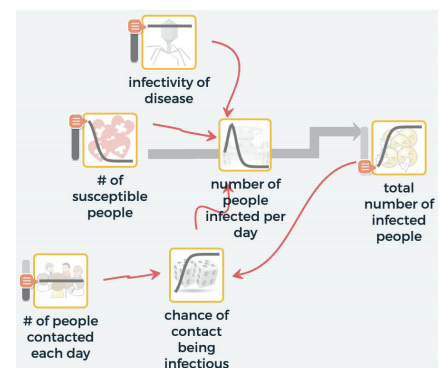 infectivity of
disease
# of
susceptible
people
number of
people
infected per
day
total
number of
infected
people
# of people
contacted
each day
chance of
contact
being
infectious